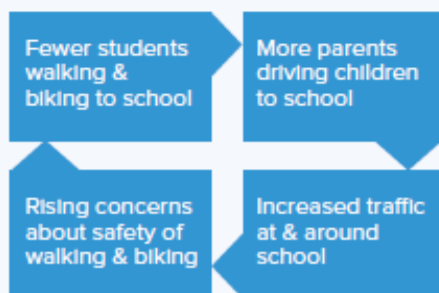 Fewer students
walking &
biking to school
More parents
driving children
to school
Increased traffic
at & around
school
Rising concerns
about safety of
walking & biking